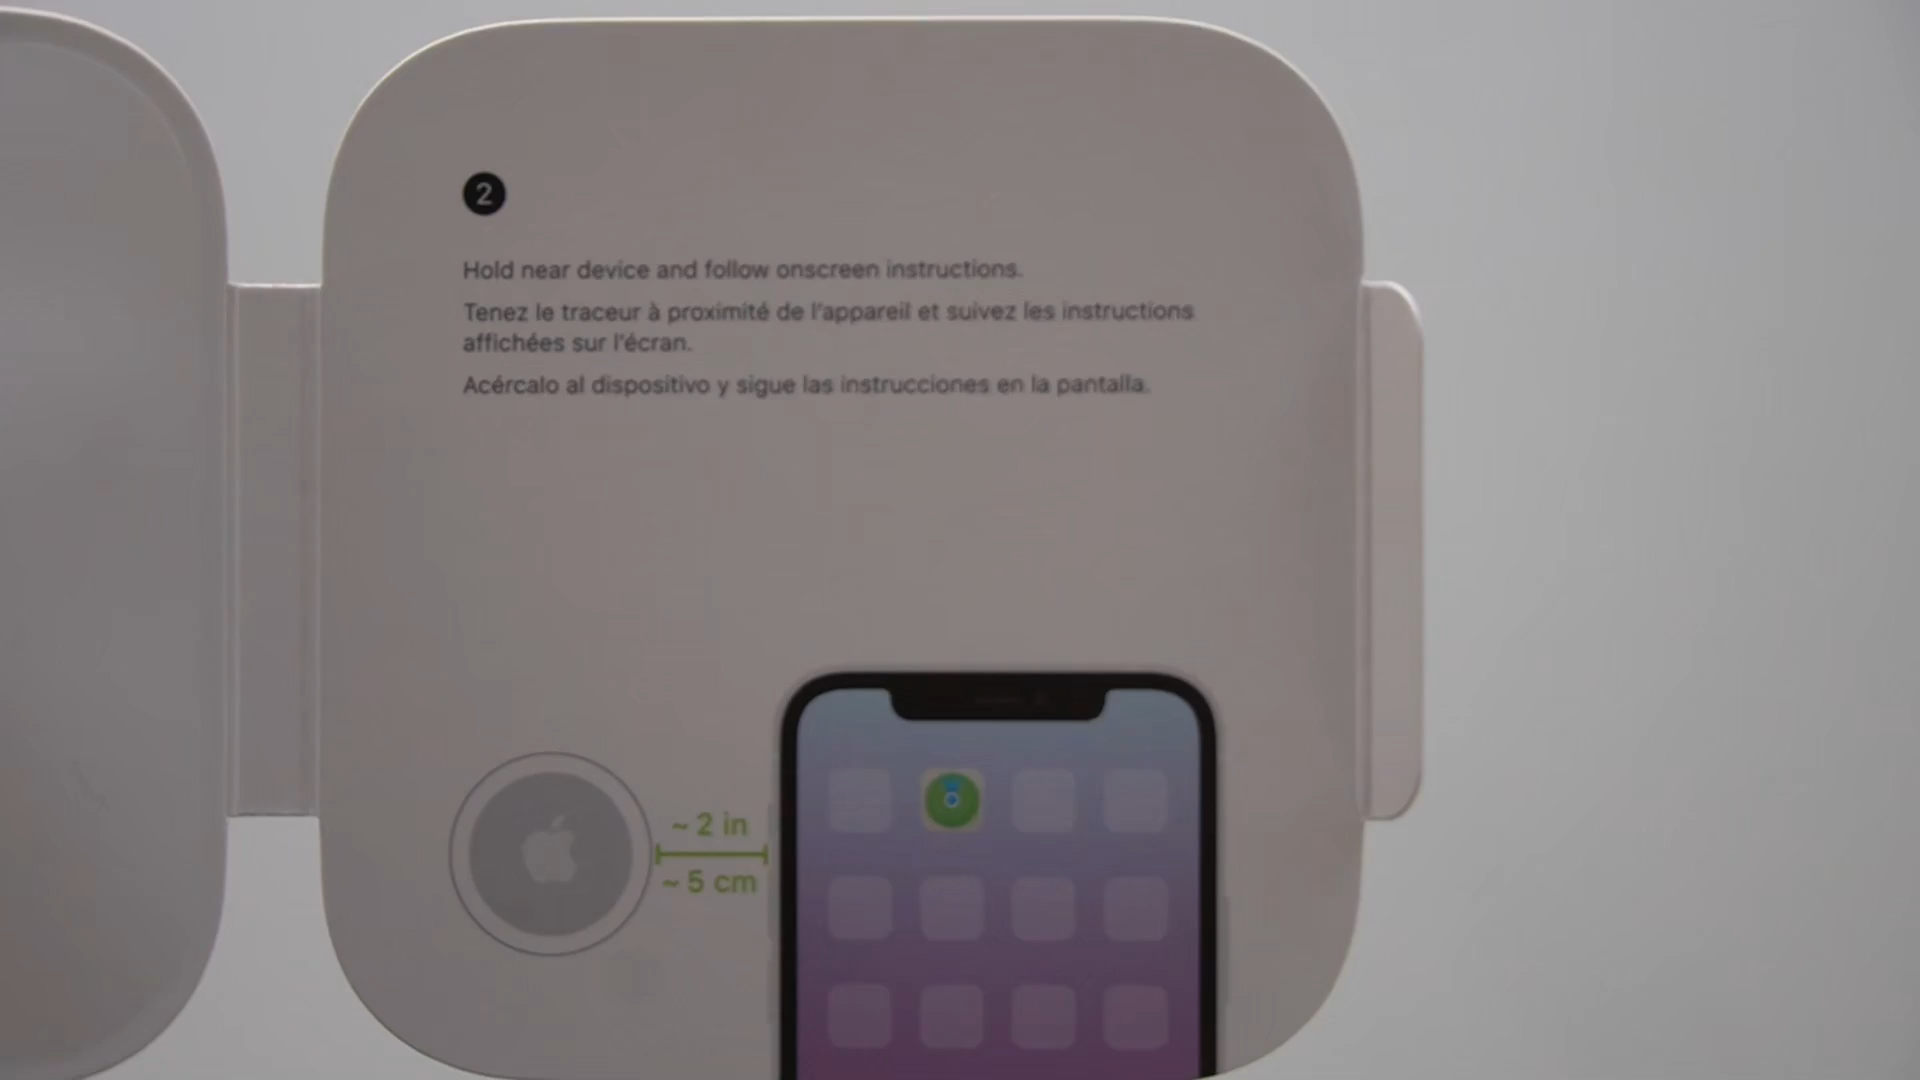 2
Hold near device and follow onscreen instructions.
Tenez le traceur à proximité de l'appareil et suivez les instructions
affichées sur l'écran.
Acércalo al dispositivo y sigue las instrucciones en la pantalla.
~ 2 in
~ 5 cm